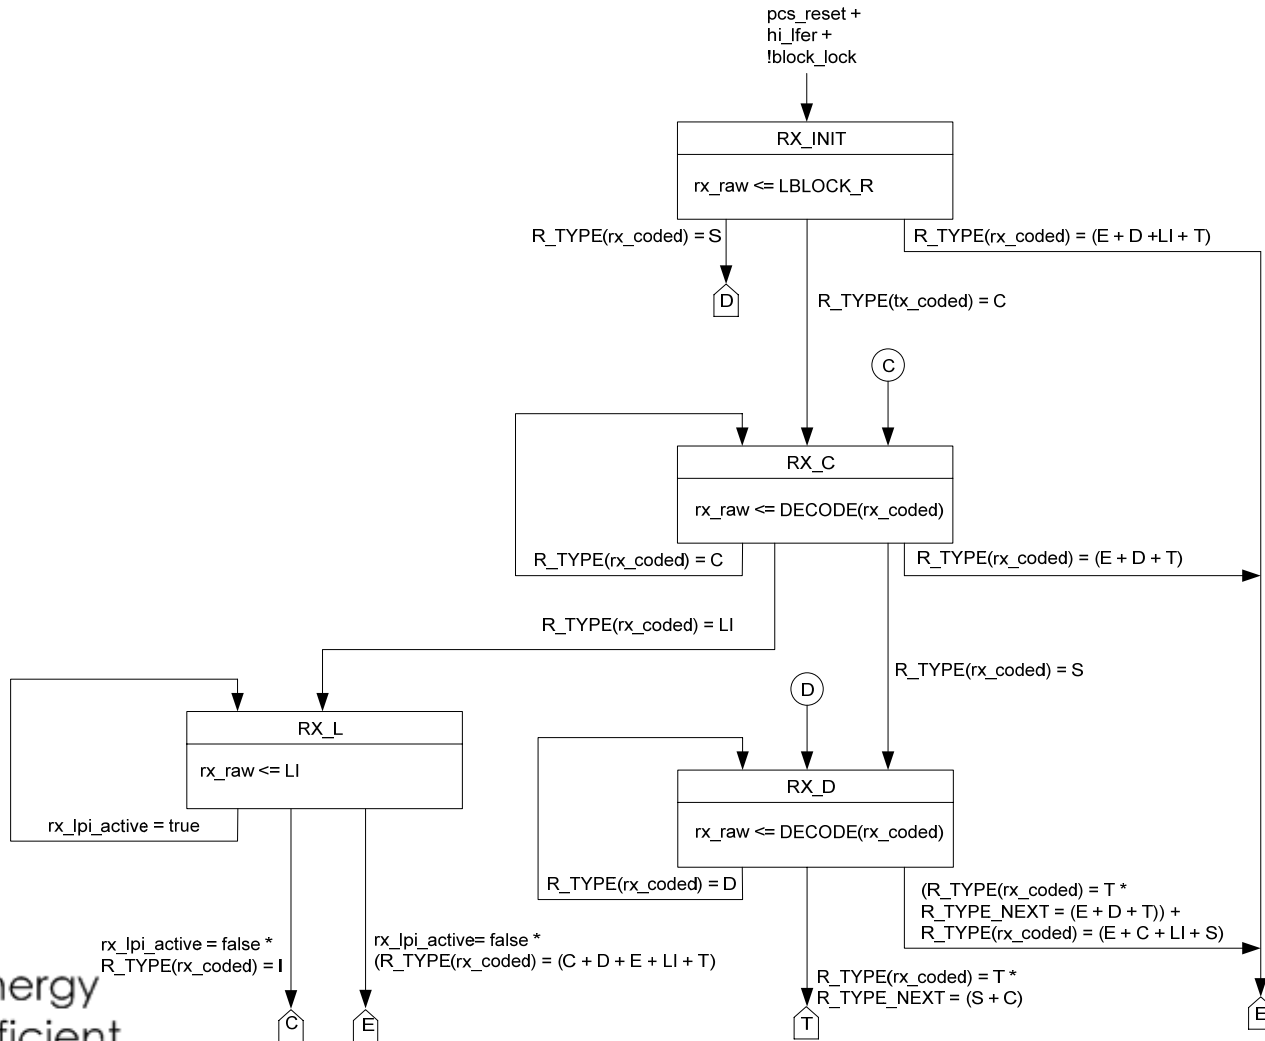 pcs_reset +
hi_lfer +
!block_lock
RX_INIT
rx_raw <= LBLOCK_R
R_TYPE(rx_coded) = S
R_TYPE(rx_coded) = (E + D +LI + T)
D
R_TYPE(tx_coded) = C
C
RX_C
rx_raw <= DECODE(rx_coded)
R_TYPE(rx_coded) = C
R_TYPE(rx_coded) = (E + D + T)
R_TYPE(rx_coded) = LI
R_TYPE(rx_coded) = S
D
RX_L
rx_raw <= LI
rx_lpi_active = true
RX_D
rx_raw <= DECODE(rx_coded)
R_TYPE(rx_coded) = D
(R_TYPE(rx_coded) = T *
R_TYPE_NEXT = (E + D + T)) +
R_TYPE(rx_coded) = (E + C + LI + S)
rx_lpi_active = false *
R_TYPE(rx_coded) = I
rx_lpi_active= false *
(R_TYPE(rx_coded) = (C + D + E + LI + T)
R_TYPE(rx_coded) = T *
R_TYPE_NEXT = (S + C)
C
E
T
E
nergy
ficient